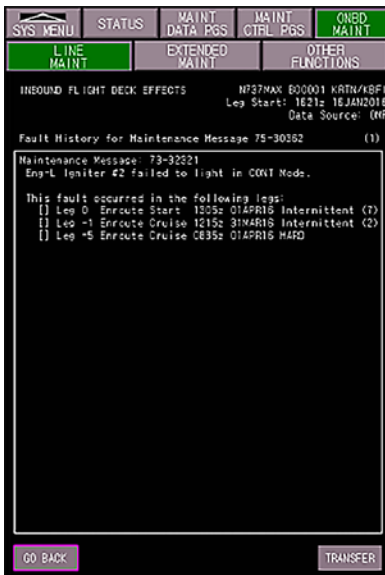 SYS MENU
STATUS
MAINT DATA PGS
MAINT CTRL PGS
ONBD MAINT
LINE MAINT
EXTENDED MAINT
OTHER FUNCTIONS
INBOUND FLIGHT DECK EFFECTS N737MAX B00001 KRTN/KBFI
Leg Start: 1621z 16JAN2016
Data Source: ONR
Fault History for Maintenance Message 75-30362 (1)
Maintenance Message: 73-32321
Eng-L Igniter #2 failed to light in CONT Mode.
This fault occurred in the following legs:
[] Leg 0 Enroute Start 1305z 01APR16 Intermittent (7)
[] Leg -1 Enroute Cruise 1215z 31MAR16 Intermittent (2)
[] Leg -5 Enroute Cruise 0835z 01APR16 HARD
GO BACK
TRANSFER